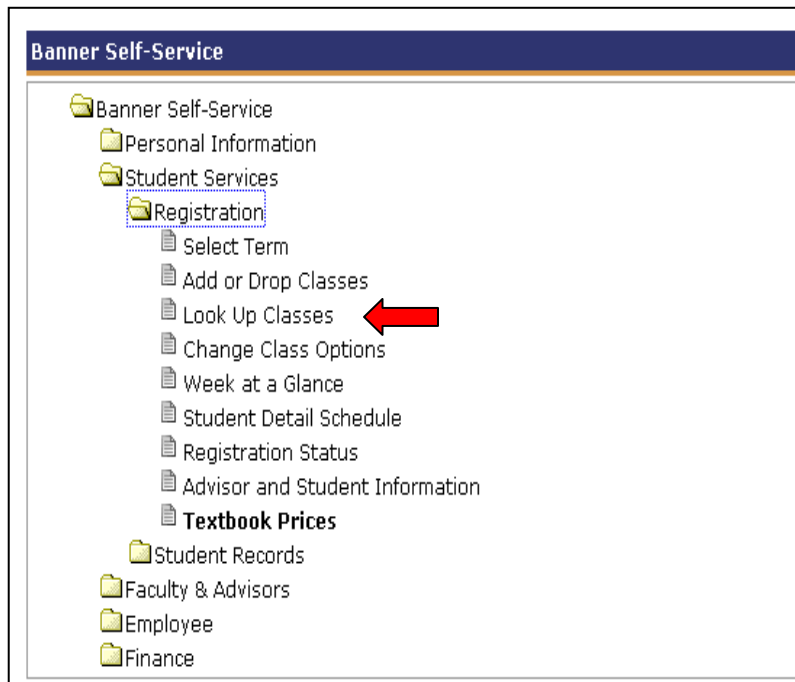 Banner Self-Service
Banner Self-Service
Personal Information
Student Services
Registration
Select Term
Add or Drop Classes
Look Up Classes
Change Class Options
Week at a Glance
Student Detail Schedule
Registration Status
Advisor and Student Information
Textbook Prices
Student Records
Faculty & Advisors
Employee
Finance